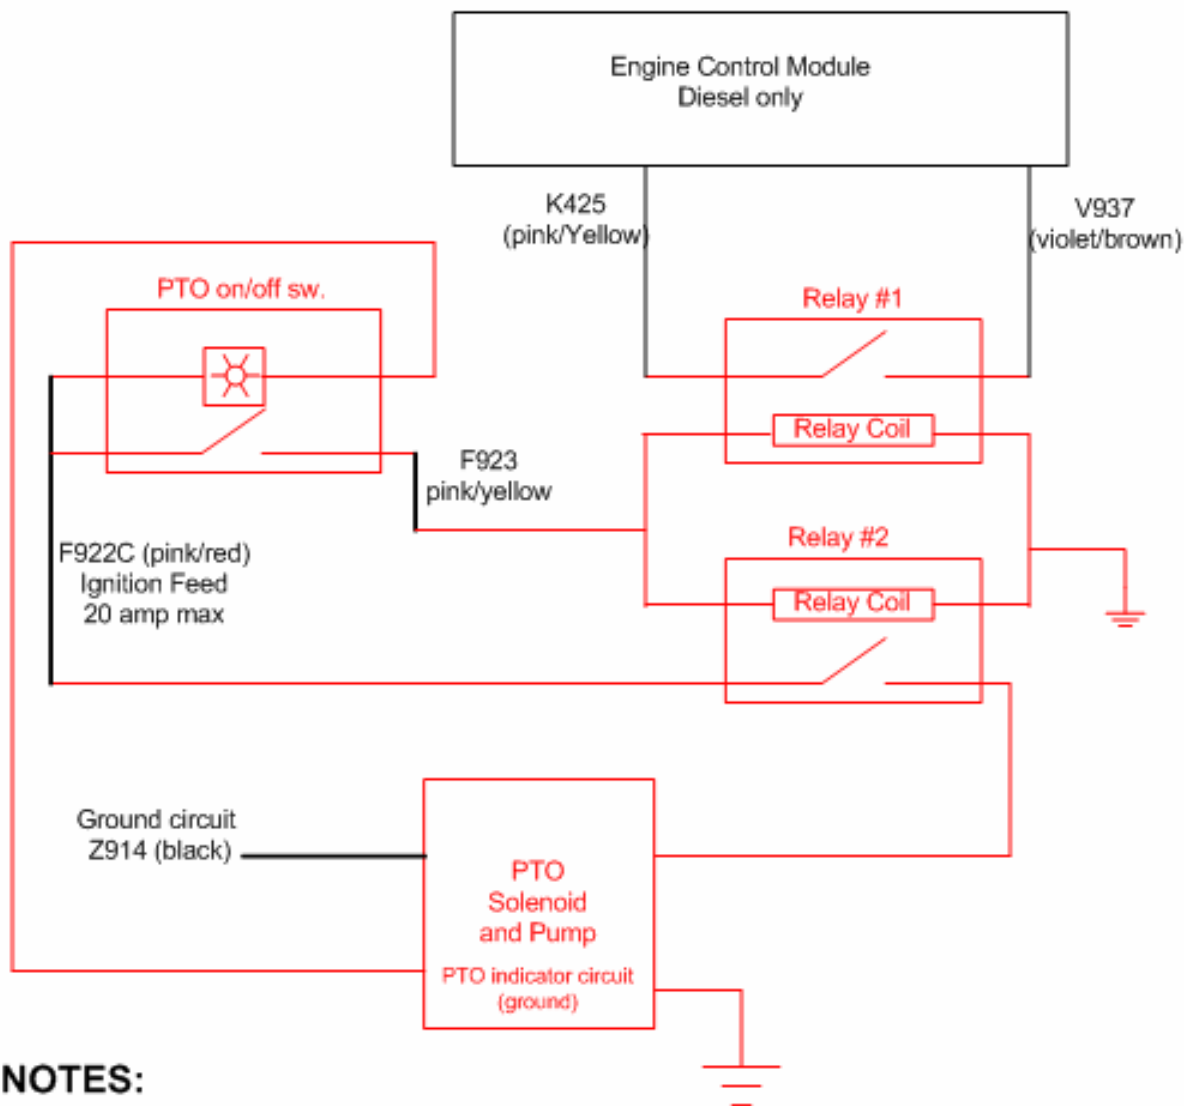 Engine Control Module
Diesel only
K425
(pink/Yellow)
V937
(violet/brown)
PTO on/off sw.
Relay #1
Relay Coil
F923
pink/yellow
Relay #2
Relay Coil
F922C (pink/red)
Ignition Feed
20 amp max
Ground circuit
Z914 (black)
PTO
Solenoid
and Pump
PTO indicator circuit
(ground)
NOTES: